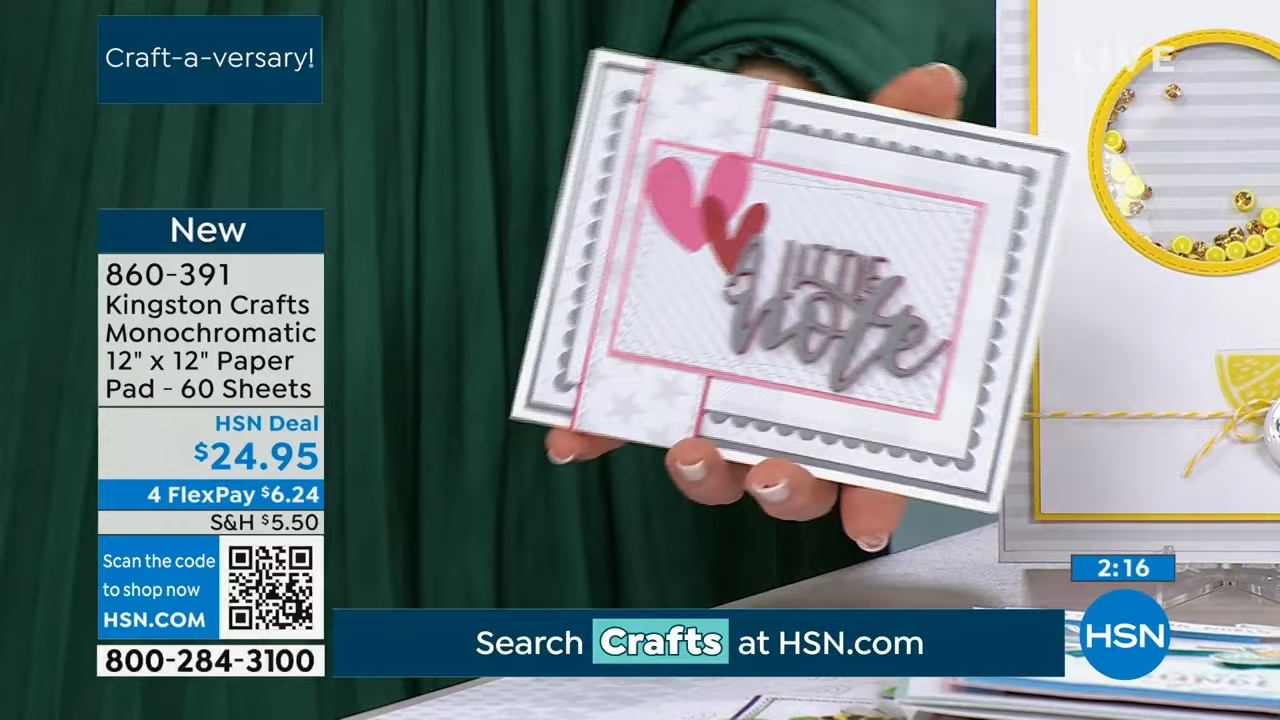 Craft-a-versary!
LIVE
New
860-391
Kingston Crafts
Monochromatic
12" x 12" Paper
Pad - 60 Sheets
HSN Deal
$24.95
4 FlexPay $6.24
S&H $5.50
Scan the code
to shop now
HSN.COM
800-284-3100
A LITTLE
Note
2:16
Search Crafts at HSN.com
HSN